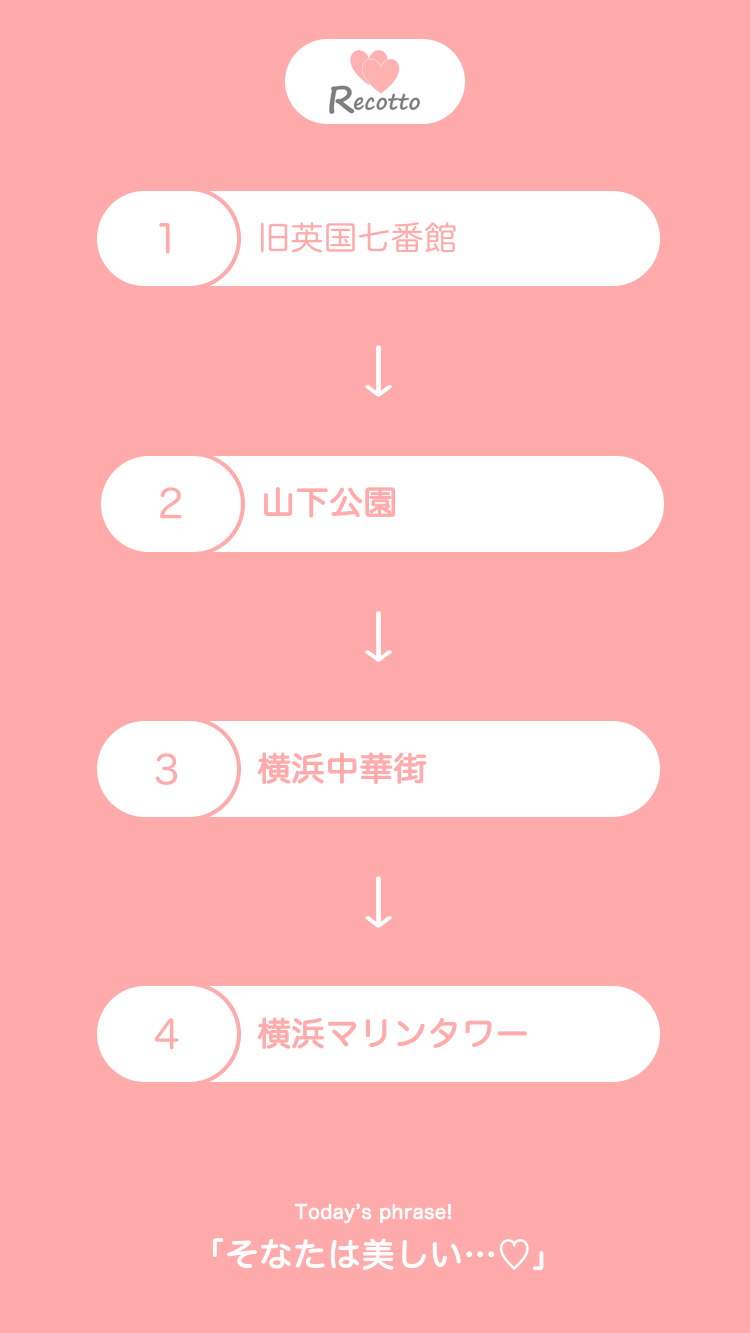 Recotto
1 旧英国七番館
↓
2 山下公園
↓
3 横浜中華街
↓
4 横浜マリンタワー
Today's phrase!
「そなたは美しい…♡」